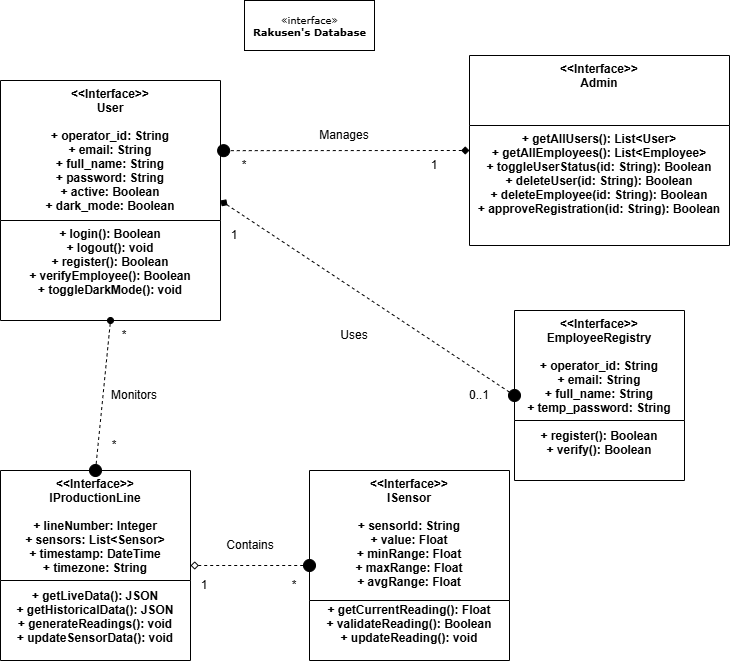 «interface»
Rakusen's Database
<<Interface>>
User
+ operator_id: String
+ email: String
+ full_name: String
+ password: String
+ active: Boolean
+ dark_mode: Boolean
+ login(): Boolean
+ logout(): void
+ register(): Boolean
+ verifyEmployee(): Boolean
+ toggleDarkMode(): void
Manages
*
1
<<Interface>>
Admin
+ getAllUsers(): List<User>
+ getAllEmployees(): List<Employee>
+ toggleUserStatus(id: String): Boolean
+ deleteUser(id: String): Boolean
+ deleteEmployee(id: String): Boolean
+ approveRegistration(id: String): Boolean
1
Uses
0..1
<<Interface>>
EmployeeRegistry
+ operator_id: String
+ email: String
+ full_name: String
+ temp_password: String
+ register(): Boolean
+ verify(): Boolean
*
Monitors
*
<<Interface>>
IProductionLine
+ lineNumber: Integer
+ sensors: List<Sensor>
+ timestamp: DateTime
+ timezone: String
+ getLiveData(): JSON
+ getHistoricalData(): JSON
+ generateReadings(): void
+ updateSensorData(): void
Contains
1
*
<<Interface>>
ISensor
+ sensorId: String
+ value: Float
+ minRange: Float
+ maxRange: Float
+ avgRange: Float
+ getCurrentReading(): Float
+ validateReading(): Boolean
+ updateReading(): void